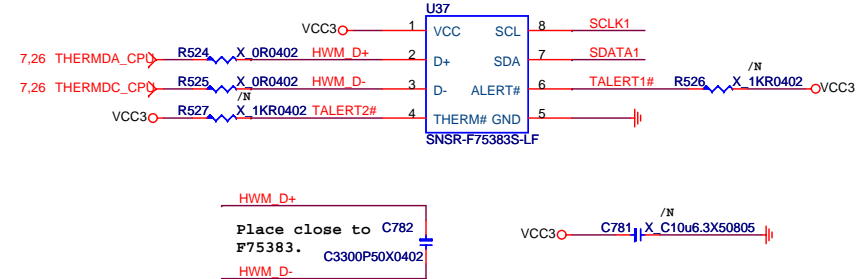 U37
VCC3 1 VCC SCL 8 SCLK1
7,26 THERMDA_CPU R524 X_0R0402 HWM_D+ 2 D+ SDA 7 SDATA1
7,26 THERMDC_CPU R525 X_0R0402 HWM_D- 3 D- ALERT# 6 TALERT1# R526 /N X_1KR0402 VCC3
VCC3 R527 /N X_1KR0402 TALERT2# 4 THERM# GND 5
SNSR-F75383S-LF
HWM_D+
Place close to
F75383.
C782
C3300P50X0402
HWM_D-
/N
VCC3 C781 X_C10u6.3X50805